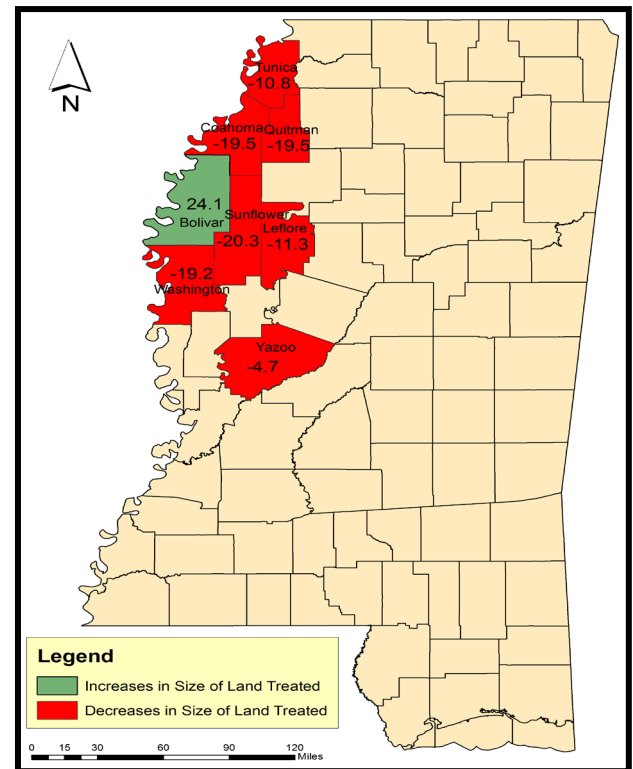 N
Tunica
-10.8
Coahoma
-19.5
Quitman
-19.5
24.1
Bolivar
Sunflower
-20.3
Leflore
-11.3
-19.2
Washington
Yazoo
-4.7
Legend
Increases in Size of Land Treated
Decreases in Size of Land Treated
0 15 30 60 90 120
Miles